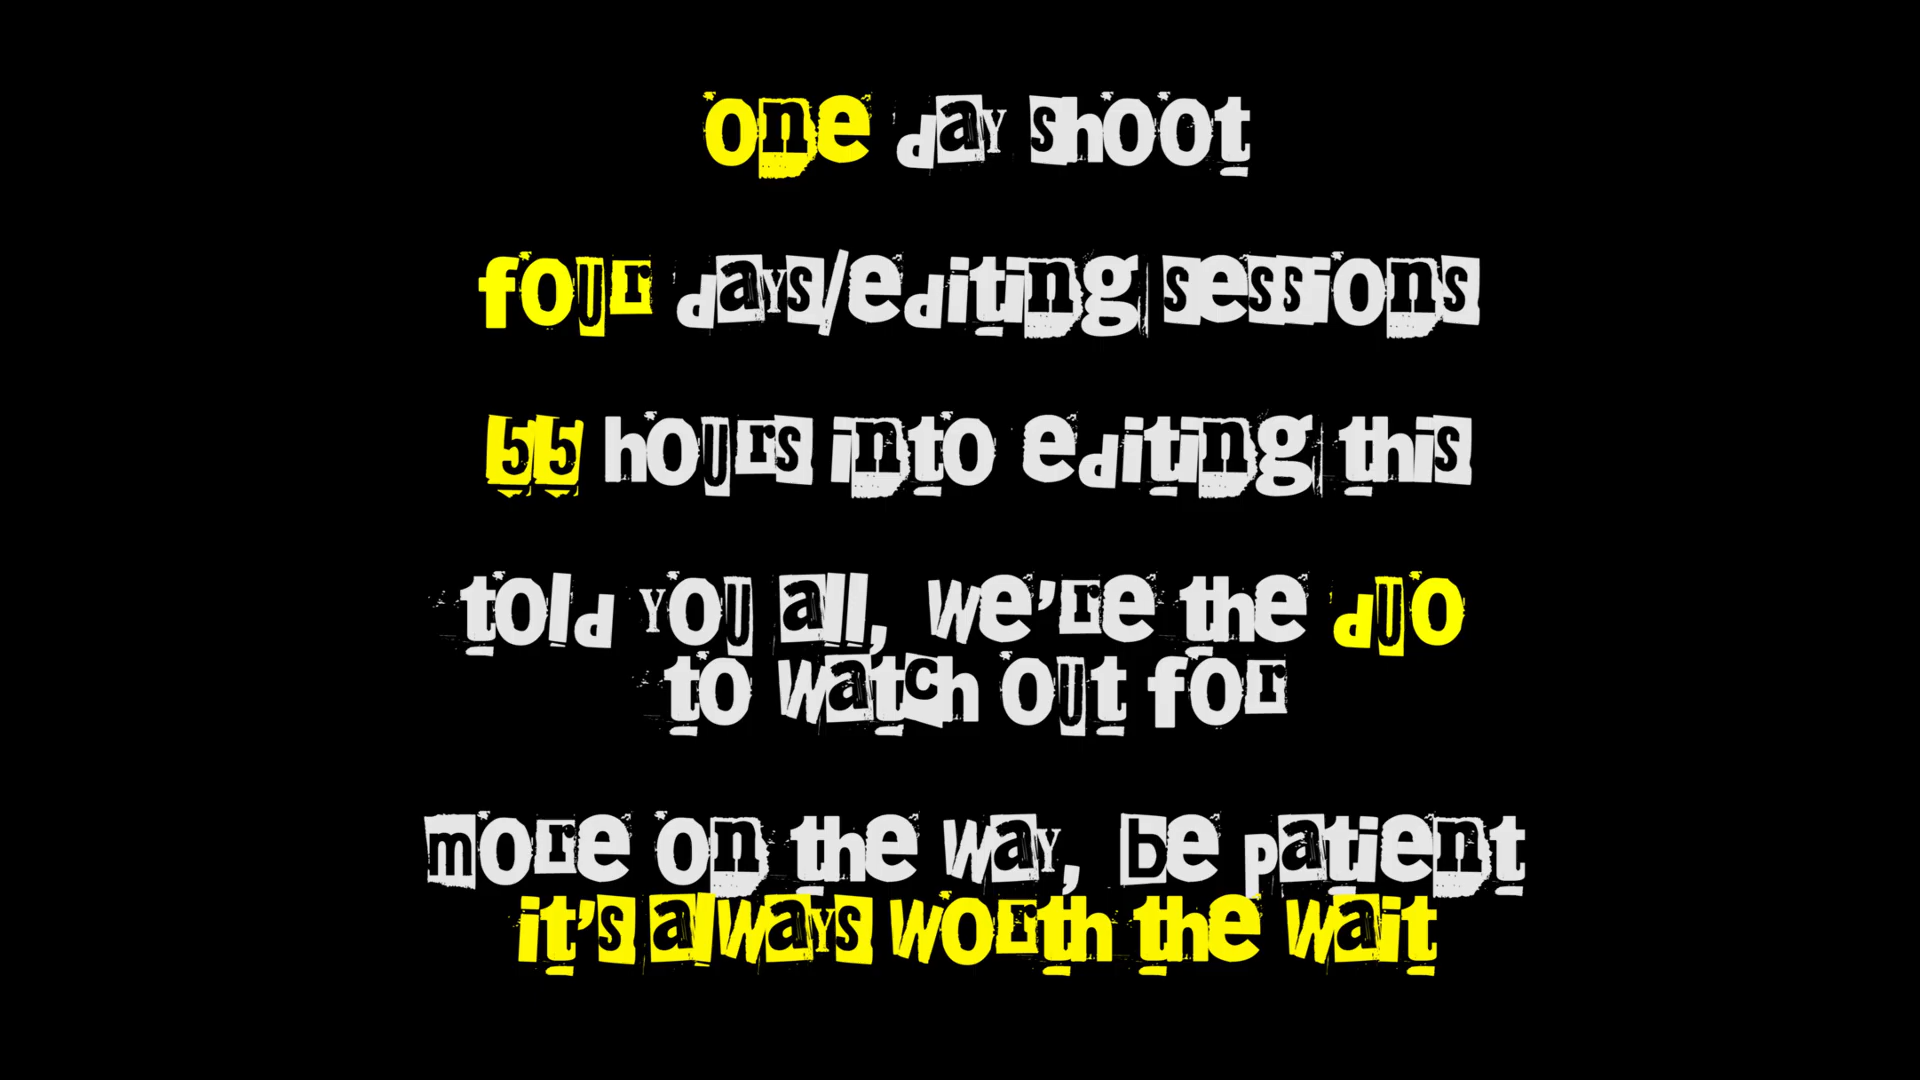 one day shoot
four days/editing sessions
55 hours into editing this
told you all, we're the duo
to watch out for
more on the way, be patient
it's always worth the wait